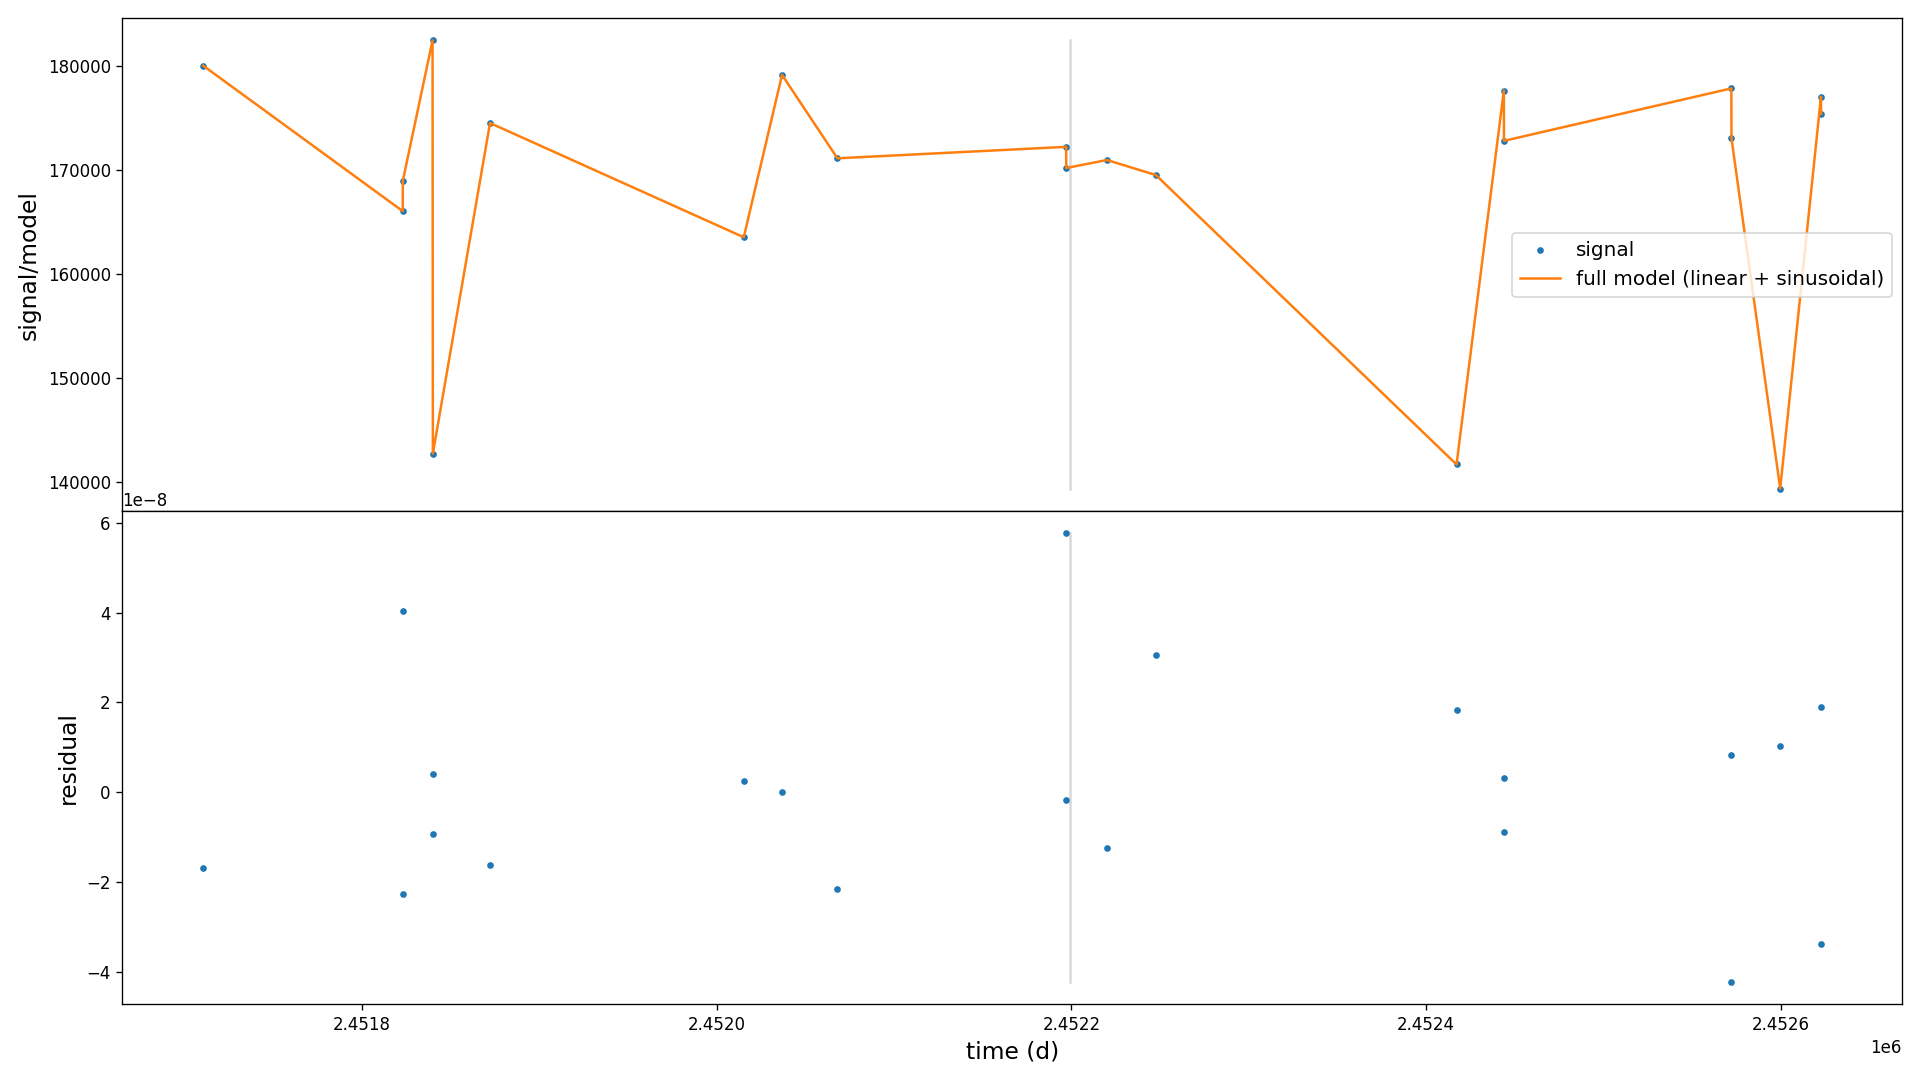 180000
170000
160000
150000
140000
signal/model
signal
full model (linear + sinusoidal)
1e−8
6
4
2
0
−2
−4
residual
2.4518
2.4520
2.4522
2.4524
2.4526
time (d)
1e6